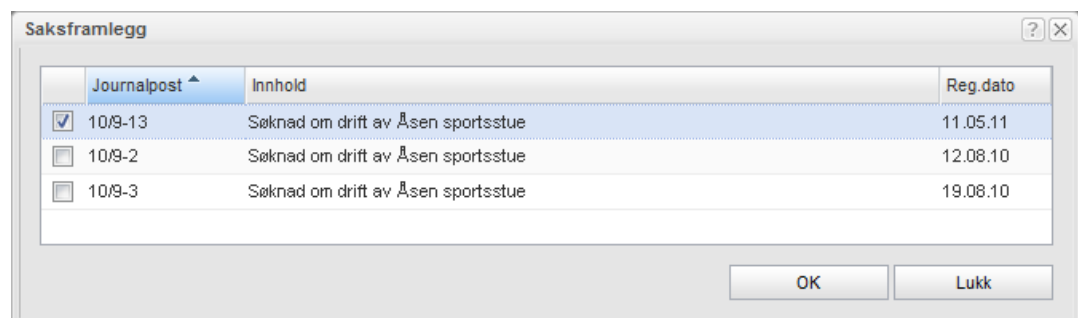 Saksframlegg
Journalpost Innhold Reg.dato
10/9-13 Søknad om drift av Åsen sportsstue 11.05.11
10/9-2 Søknad om drift av Åsen sportsstue 12.08.10
10/9-3 Søknad om drift av Åsen sportsstue 19.08.10
OK Lukk